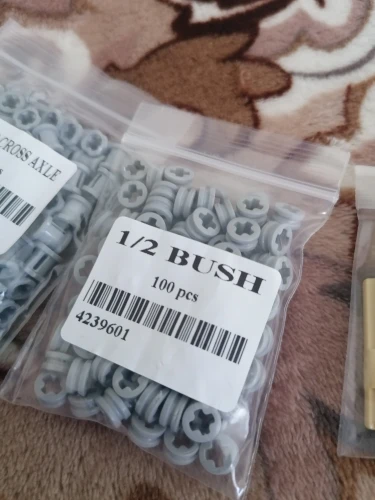 CROSS AXLE
1/2 BUSH
100 pcs
4239601